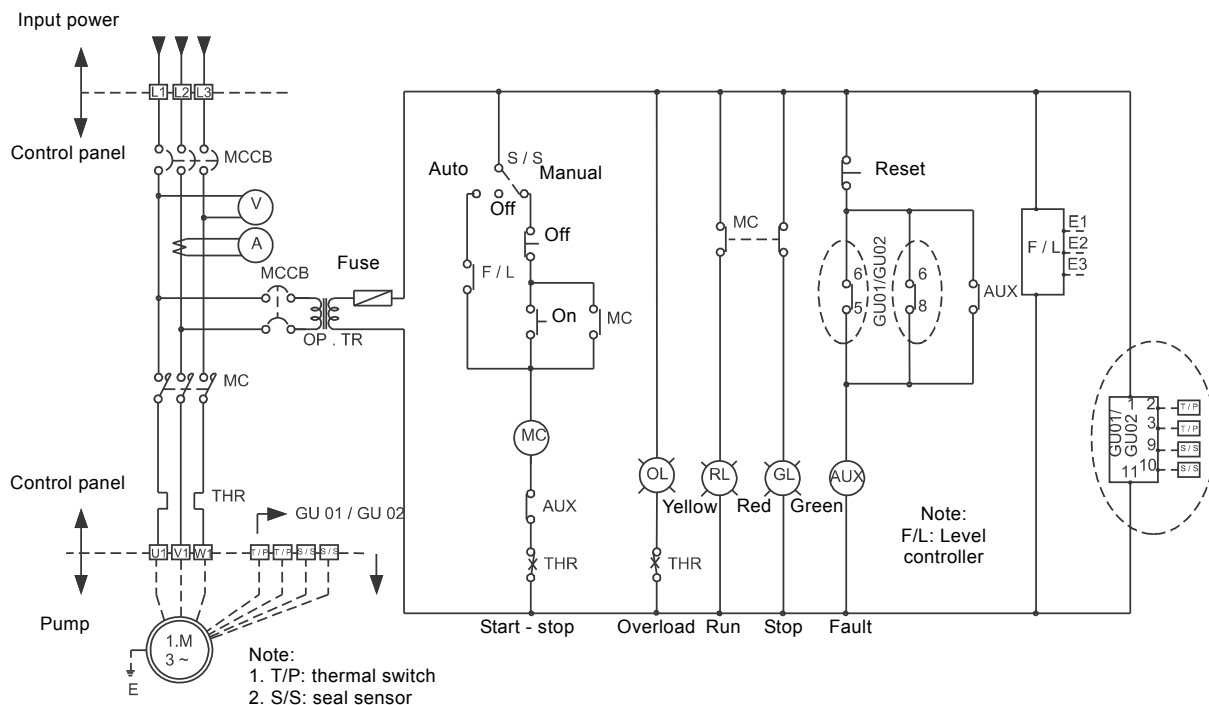 Input power
L1 L2 L3
Control panel
MCCB
V
A
MCCB
Fuse
OP . TR
MC
Control panel
THR
GU 01 / GU 02
U1 V1 W1
T / P T / P S / S S / S
Pump
1.M
3 ~
E
Note:
1. T/P: thermal switch
2. S/S: seal sensor
S / S
Auto
Manual
Off
Off
F / L
On
MC
MC
AUX
THR
Start - stop
OL
Yellow
THR
Overload
MC
RL
Red
Run
GL
Green
Stop
Reset
GU01/GU02
6
5
6
8
AUX
AUX
Fault
F / L
E1
E2
E3
Note:
F/L: Level
controller
GU01/
GU02
1
2
3
9
10
11
T / P
T / P
S / S
S / S